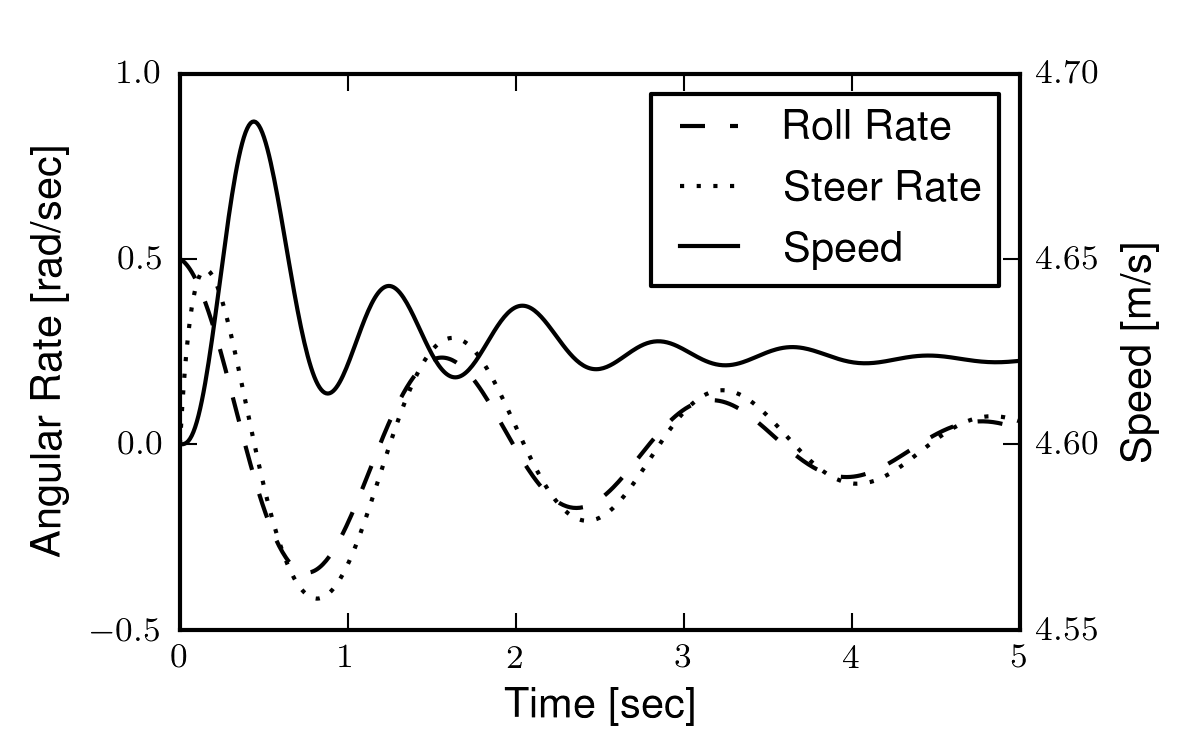 1.0
0.5
0.0
−0.5
Angular Rate [rad/sec]
4.70
4.65
4.60
4.55
Speed [m/s]
Roll Rate
Steer Rate
Speed
0 1 2 3 4 5
Time [sec]